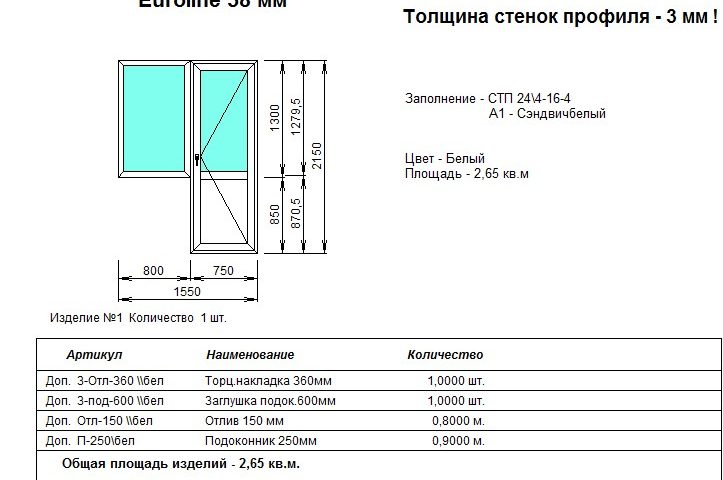 Euroline 58 мм
Толщина стенок профиля - 3 мм !
Заполнение - СТП 24\4-16-4
А1 - Сэндвичбелый
Цвет - Белый
Площадь - 2,65 кв.м
1300
1279,5
2150
850
870,5
800
750
1550
Изделие №1 Количество 1 шт.
Артикул Наименование Количество
Доп. З-Отл-360 \\бел Торц.накладка 360мм 1,0000 шт.
Доп. З-под-600 \\бел Заглушка подок.600мм 1,0000 шт.
Доп. Отл-150 \\бел Отлив 150 мм 0,8000 м.
Доп. П-250\бел Подоконник 250мм 0,9000 м.
Общая площадь изделий - 2,65 кв.м.